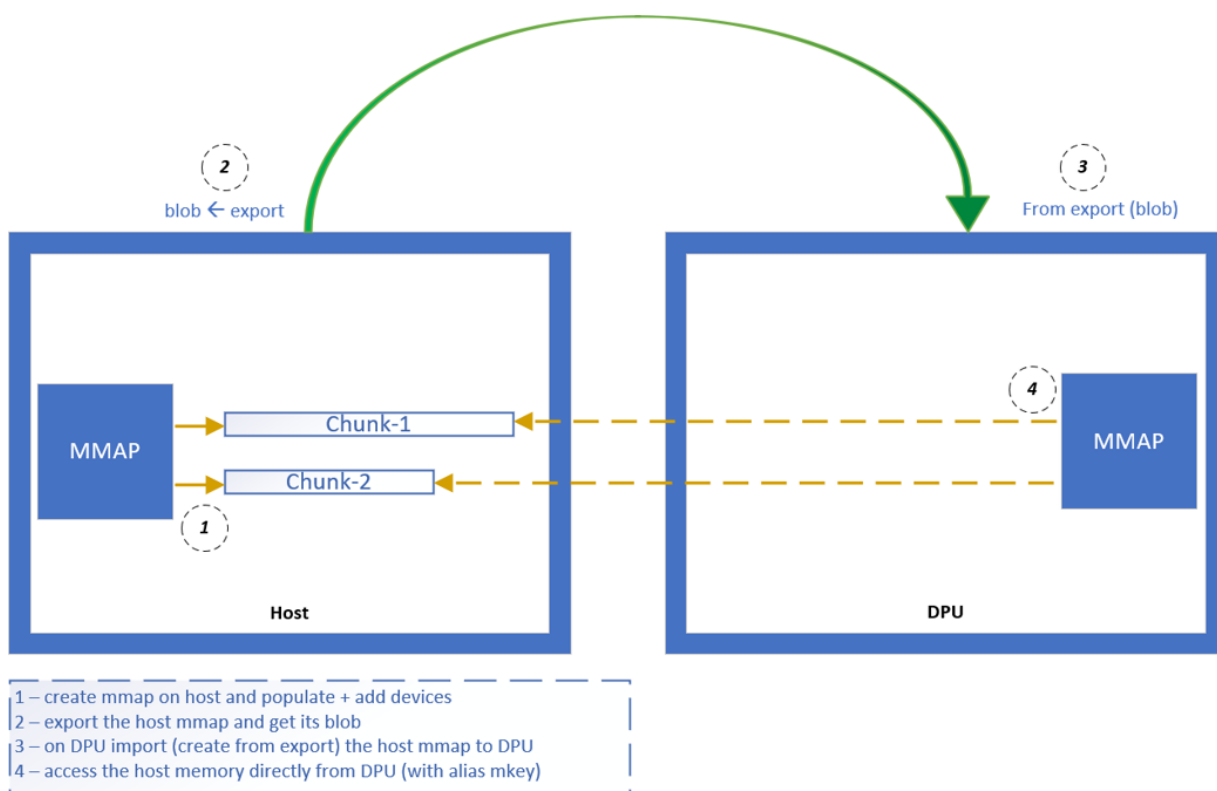 2
blob ← export
3
From export (blob)
MMAP
Chunk-1
Chunk-2
1
4
MMAP
Host
DPU
1 – create mmap on host and populate + add devices
2 – export the host mmap and get its blob
3 – on DPU import (create from export) the host mmap to DPU
4 – access the host memory directly from DPU (with alias mkey)